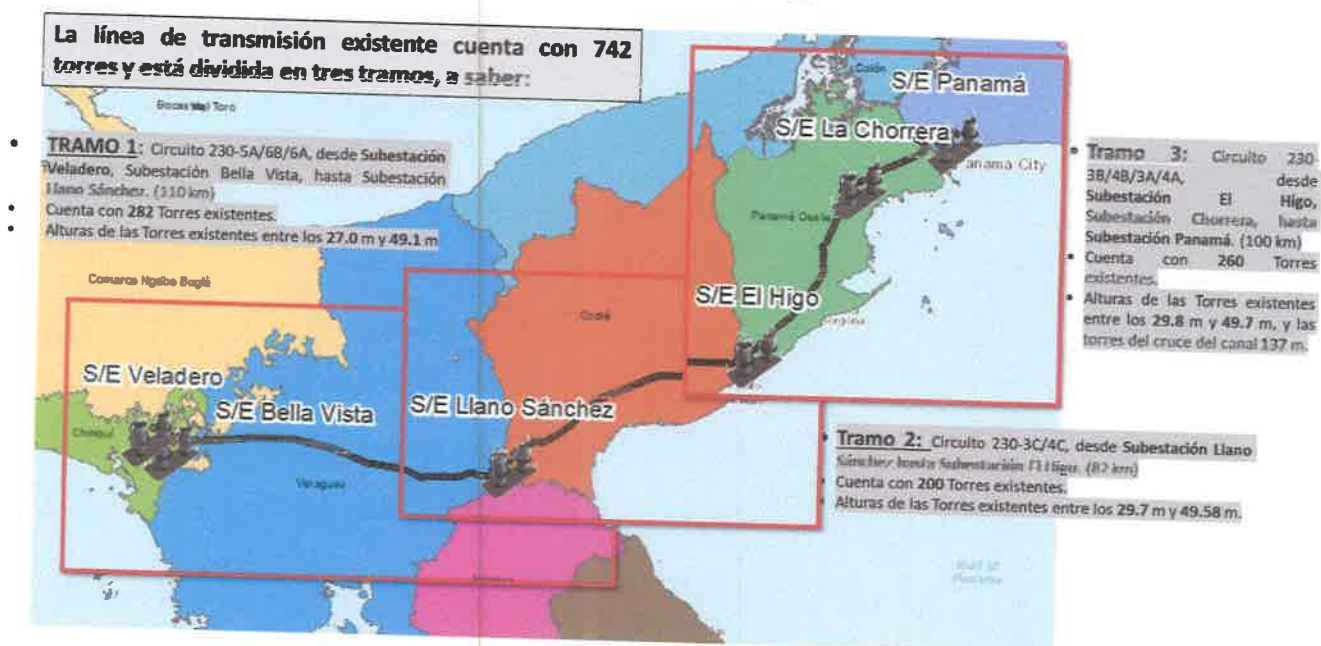 La línea de transmisión existente cuenta con 742
torres y está dividida en tres tramos, a saber:
Bocas del Toro
Colón
S/E Panamá
S/E La Chorrera
Panama City
• TRAMO 1: Circuito 230-5A/6B/6A, desde Subestación
Veladero, Subestación Bella Vista, hasta Subestación
Llano Sánchez. (110 km)
• Cuenta con 282 Torres existentes.
• Alturas de las Torres existentes entre los 27.0 m y 49.1 m
• Tramo 3: Circuito 230-
3B/4B/3A/4A, desde
Subestación El Higo,
Subestación Chorrera, hasta
Subestación Panamá. (100 km)
• Cuenta con 260 Torres
existentes.
• Alturas de las Torres existentes
entre los 29.8 m y 49.7 m, y las
torres del cruce del canal 137 m.
Panamá Oeste
Comarca Ngöbe Buglé
S/E El Higo
Coclé
S/E Veladero
S/E Bella Vista
S/E Llano Sánchez
Chiriquí
Veraguas
• Tramo 2: Circuito 230-3C/4C, desde Subestación Llano
Sánchez hasta Subestación El Higo. (82 km)
• Cuenta con 200 Torres existentes.
• Alturas de las Torres existentes entre los 29.7 m y 49.58 m.